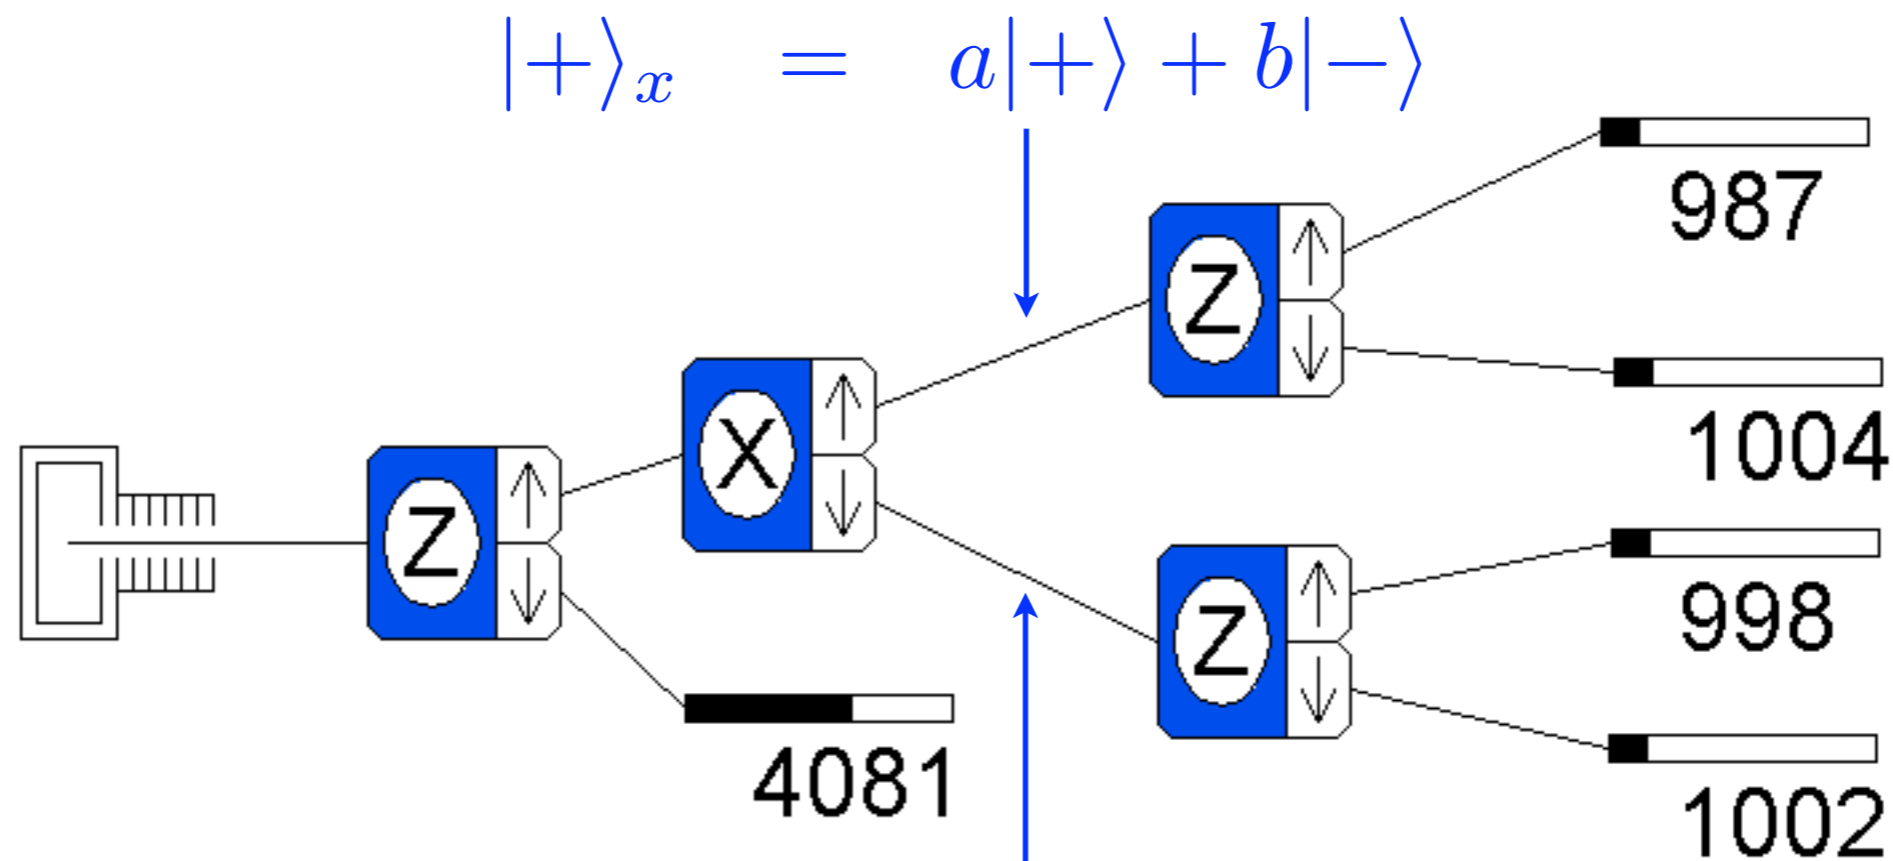 |+⟩ₓ = a|+⟩ + b|−⟩
987
Z
1004
X
Z
998
Z
4081
1002